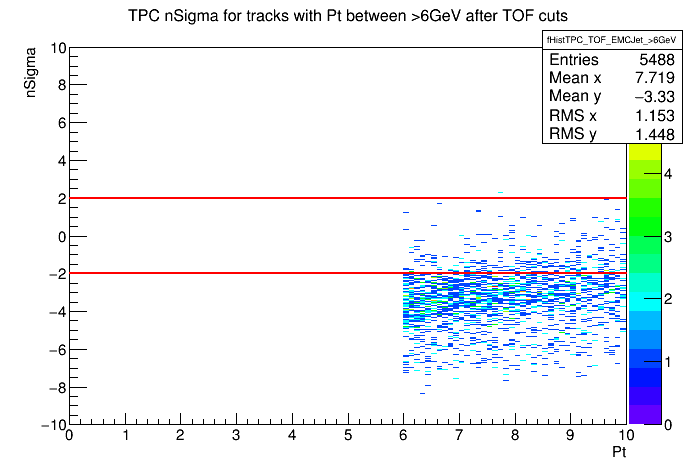 TPC nSigma for tracks with Pt between >6GeV after TOF cuts
fHistTPC_TOF_EMCJet_>6GeV
Entries 5488
Mean x 7.719
Mean y −3.33
RMS x 1.153
RMS y 1.448
nSigma
10
8
6
4
2
0
−2
−4
−6
−8
−10
0 1 2 3 4 5 6 7 8 9 10
Pt
4
3
2
1
0